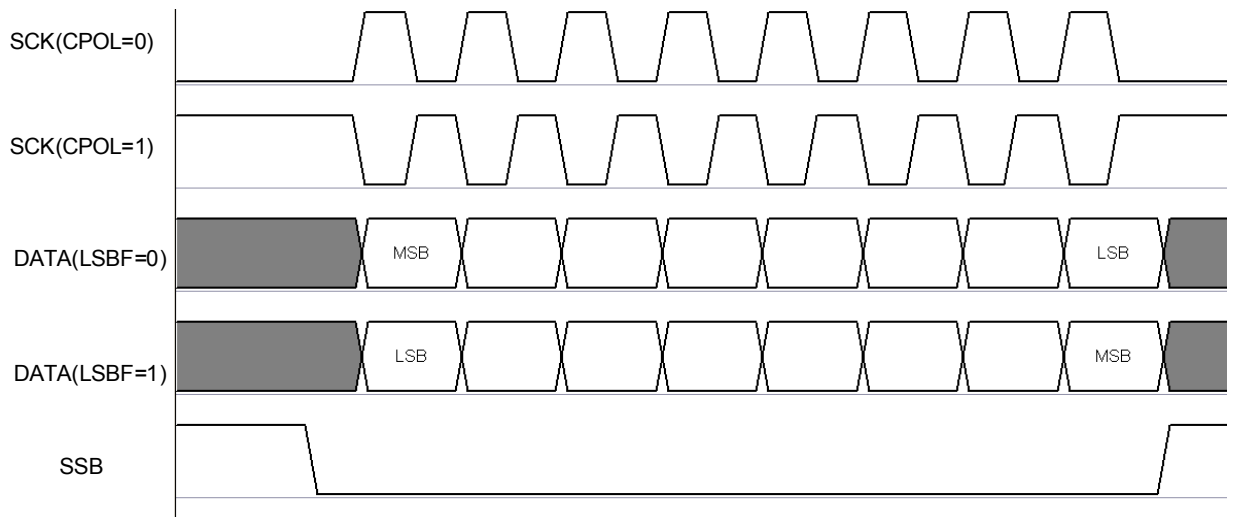 SCK(CPOL=0)
SCK(CPOL=1)
DATA(LSBF=0)
MSB
LSB
DATA(LSBF=1)
LSB
MSB
SSB